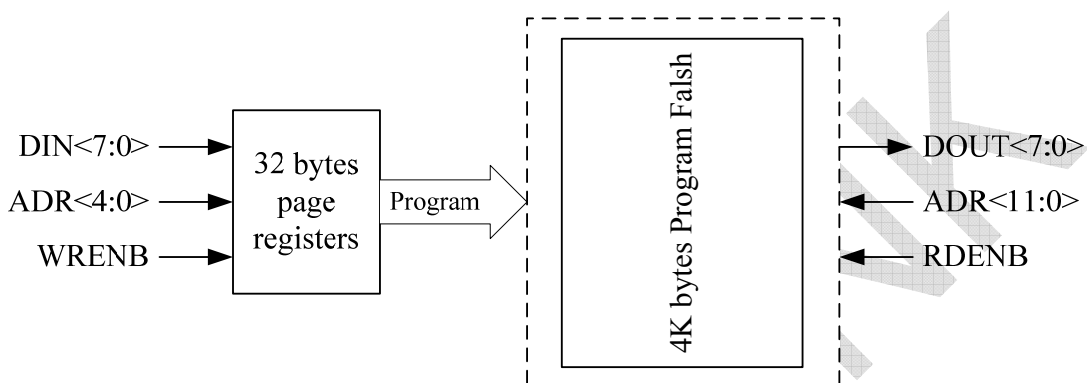 DIN<7:0>
ADR<4:0>
WRENB
32 bytes
page
registers
Program
4K bytes Program Falsh
DOUT<7:0>
ADR<11:0>
RDENB